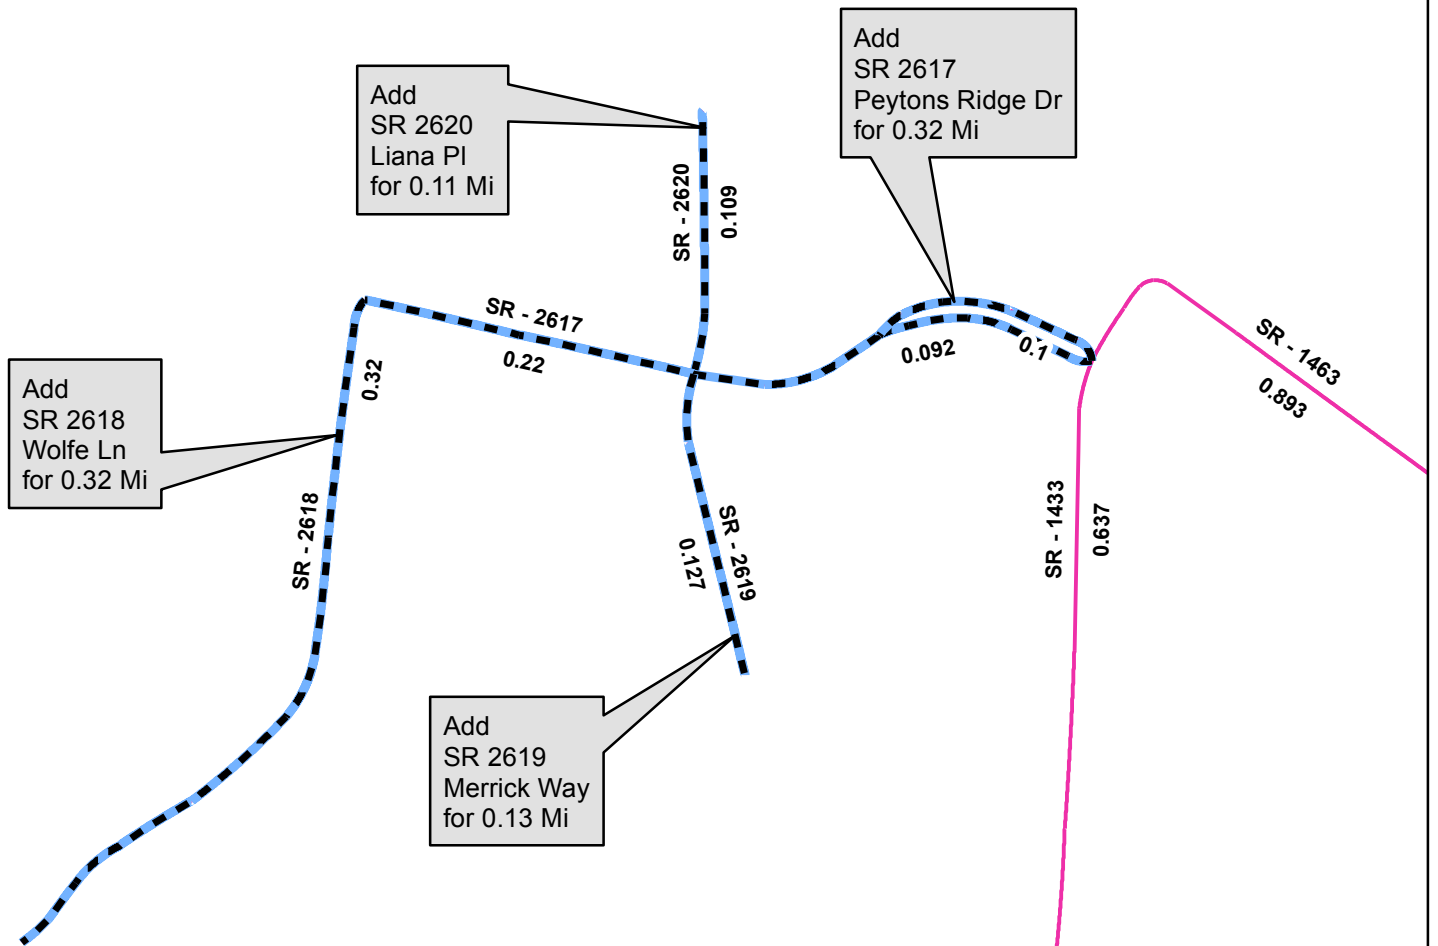 Add
SR 2617
Peytons Ridge Dr
for 0.32 Mi
Add
SR 2620
Liana Pl
for 0.11 Mi
SR - 2620
0.109
SR - 2617
0.22
0.092
0.1
SR - 1463
0.893
Add
SR 2618
Wolfe Ln
for 0.32 Mi
0.32
SR - 2618
SR - 2619
0.127
SR - 1433
0.637
Add
SR 2619
Merrick Way
for 0.13 Mi